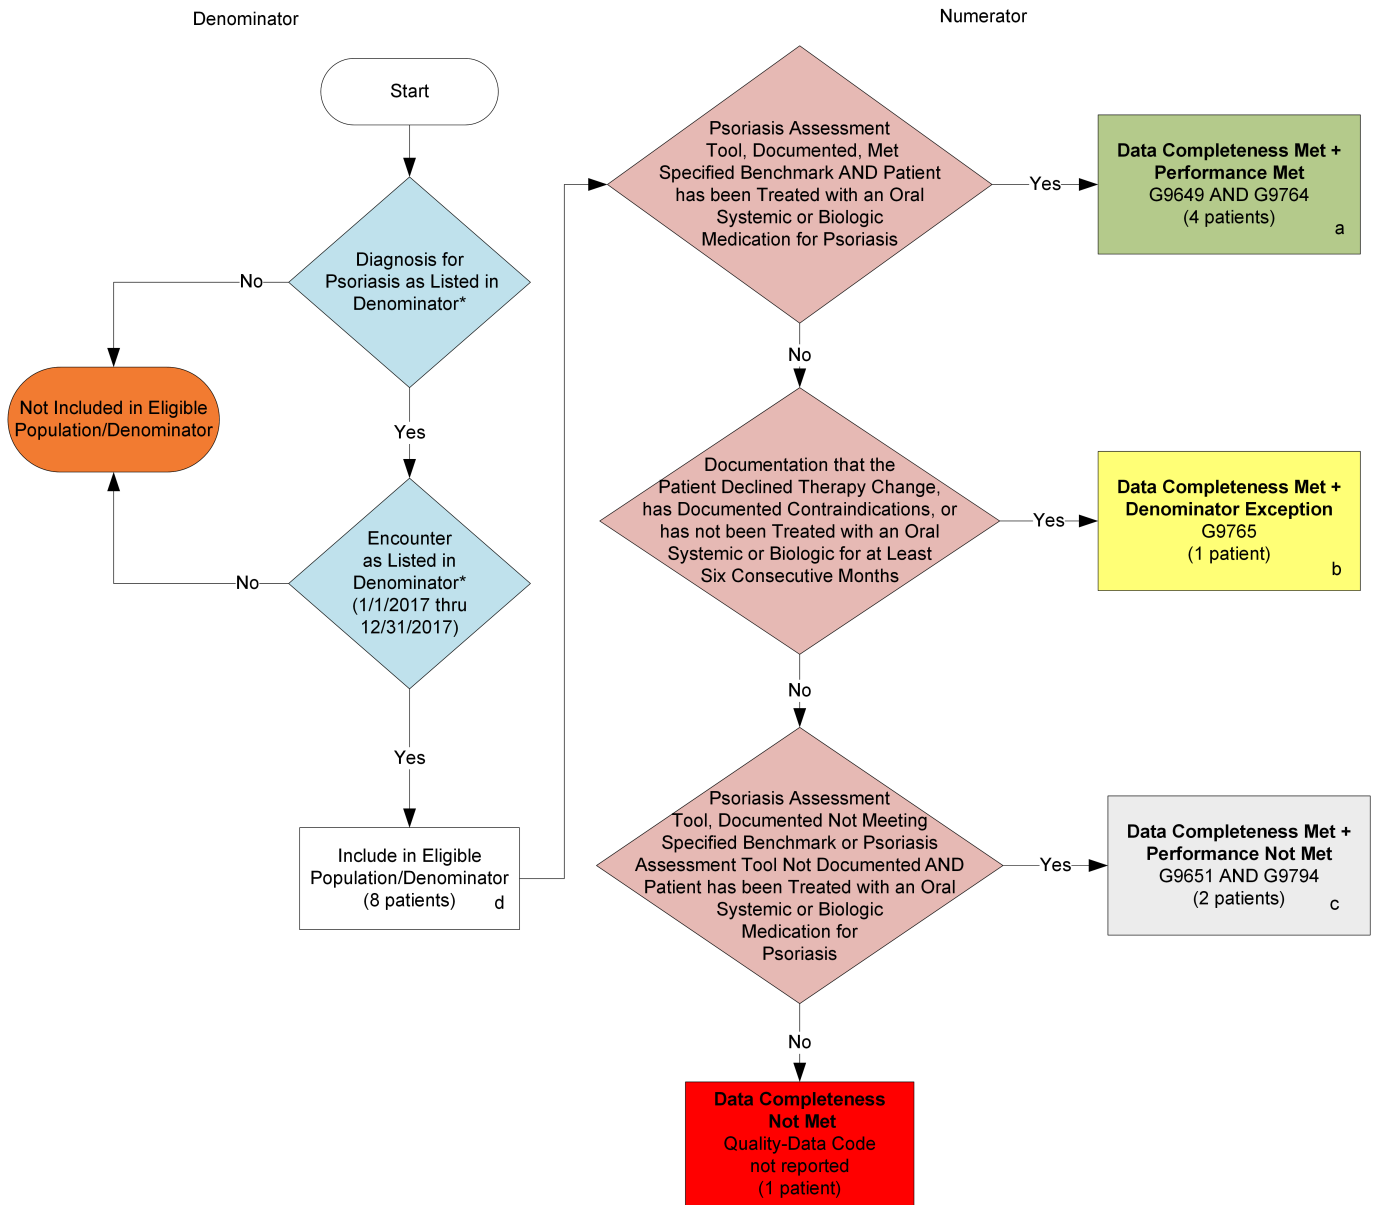 Denominator
Numerator
Start
Diagnosis for
Psoriasis as Listed in
Denominator*
No
Not Included in Eligible
Population/Denominator
Yes
Encounter
as Listed in
Denominator*
(1/1/2017 thru
12/31/2017)
No
Yes
Include in Eligible
Population/Denominator
(8 patients)
d
Psoriasis Assessment
Tool, Documented, Met
Specified Benchmark AND Patient
has been Treated with an Oral
Systemic or Biologic
Medication for Psoriasis
Yes
Data Completeness Met +
Performance Met
G9649 AND G9764
(4 patients)
a
No
Documentation that the
Patient Declined Therapy Change,
has Documented Contraindications, or
has not been Treated with an Oral
Systemic or Biologic for at Least
Six Consecutive Months
Yes
Data Completeness Met +
Denominator Exception
G9765
(1 patient)
b
No
Psoriasis Assessment
Tool, Documented Not Meeting
Specified Benchmark or Psoriasis
Assessment Tool Not Documented AND
Patient has been Treated with an Oral
Systemic or Biologic
Medication for
Psoriasis
Yes
Data Completeness Met +
Performance Not Met
G9651 AND G9794
(2 patients)
c
No
Data Completeness
Not Met
Quality-Data Code
not reported
(1 patient)